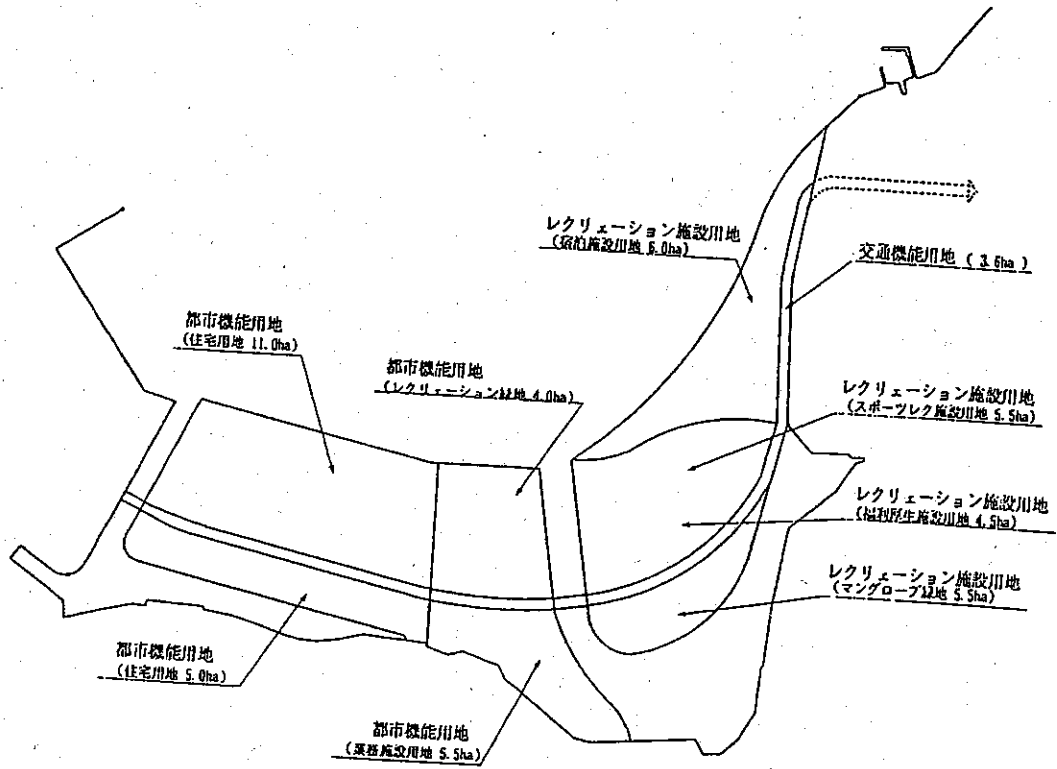 レクリェーション施設用地
(宿泊施設用地 6.0ha)
交通機能用地 ( 3.6ha )
都市機能用地
(住宅用地 11.0ha)
都市機能用地
(レクリェーション緑地 4.0ha)
レクリェーション施設用地
(スポーツレク施設用地 5.5ha)
レクリェーション施設用地
(福利厚生施設用地 4.5ha)
レクリェーション施設用地
(マングローブ緑地 5.5ha)
都市機能用地
(住宅用地 5.0ha)
都市機能用地
(業務施設用地 5.5ha)